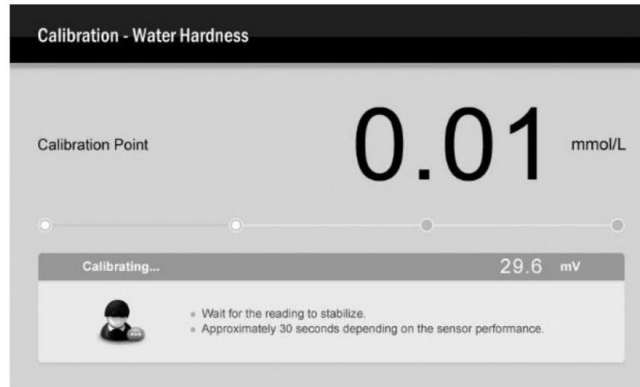 Calibration - Water Hardness
Calibration Point
0.01 mmol/L
Calibrating... 29.6 mV
Wait for the reading to stabilize.
Approximately 30 seconds depending on the sensor performance.